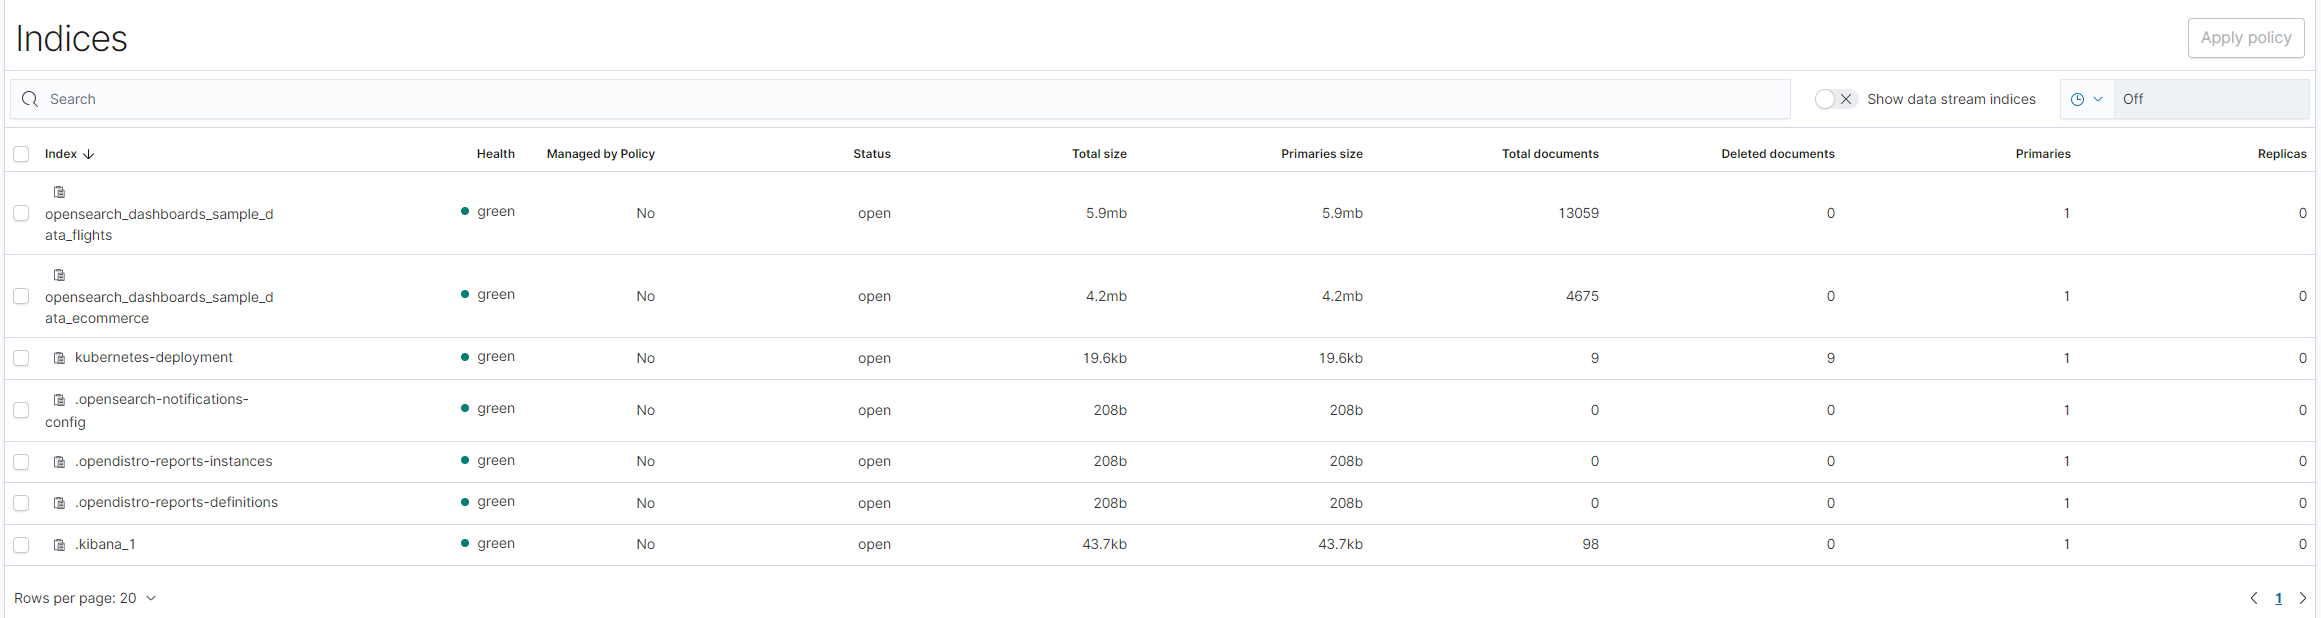 Indices
Apply policy
Search
Show data stream indices
Off
Index Health Managed by Policy Status Total size Primaries size Total documents Deleted documents Primaries Replicas
opensearch_dashboards_sample_d
ata_flights
green No open 5.9mb 5.9mb 13059 0 1 0
opensearch_dashboards_sample_d
ata_ecommerce
green No open 4.2mb 4.2mb 4675 0 1 0
kubernetes-deployment green No open 19.6kb 19.6kb 9 9 1 0
.opensearch-notifications-
config
green No open 208b 208b 0 0 1 0
.opendistro-reports-instances green No open 208b 208b 0 0 1 0
.opendistro-reports-definitions green No open 208b 208b 0 0 1 0
.kibana_1 green No open 43.7kb 43.7kb 98 0 1 0
Rows per page: 20
1